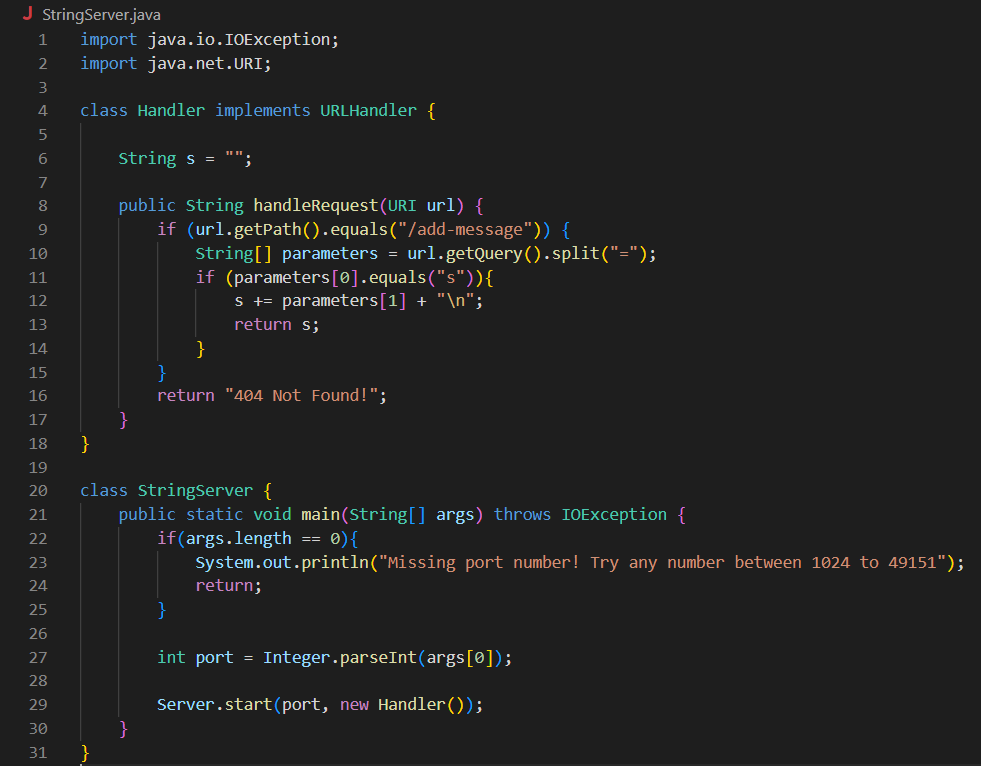 J StringServer.java
1 import java.io.IOException;
2 import java.net.URI;
3
4 class Handler implements URLHandler {
5
6     String s = "";
7
8     public String handleRequest(URI url) {
9         if (url.getPath().equals("/add-message")) {
10             String[] parameters = url.getQuery().split("=");
11             if (parameters[0].equals("s")){
12                 s += parameters[1] + "\n";
13                 return s;
14             }
15         }
16         return "404 Not Found!";
17     }
18 }
19
20 class StringServer {
21     public static void main(String[] args) throws IOException {
22         if(args.length == 0){
23             System.out.println("Missing port number! Try any number between 1024 to 49151");
24             return;
25         }
26
27         int port = Integer.parseInt(args[0]);
28
29         Server.start(port, new Handler());
30     }
31 }